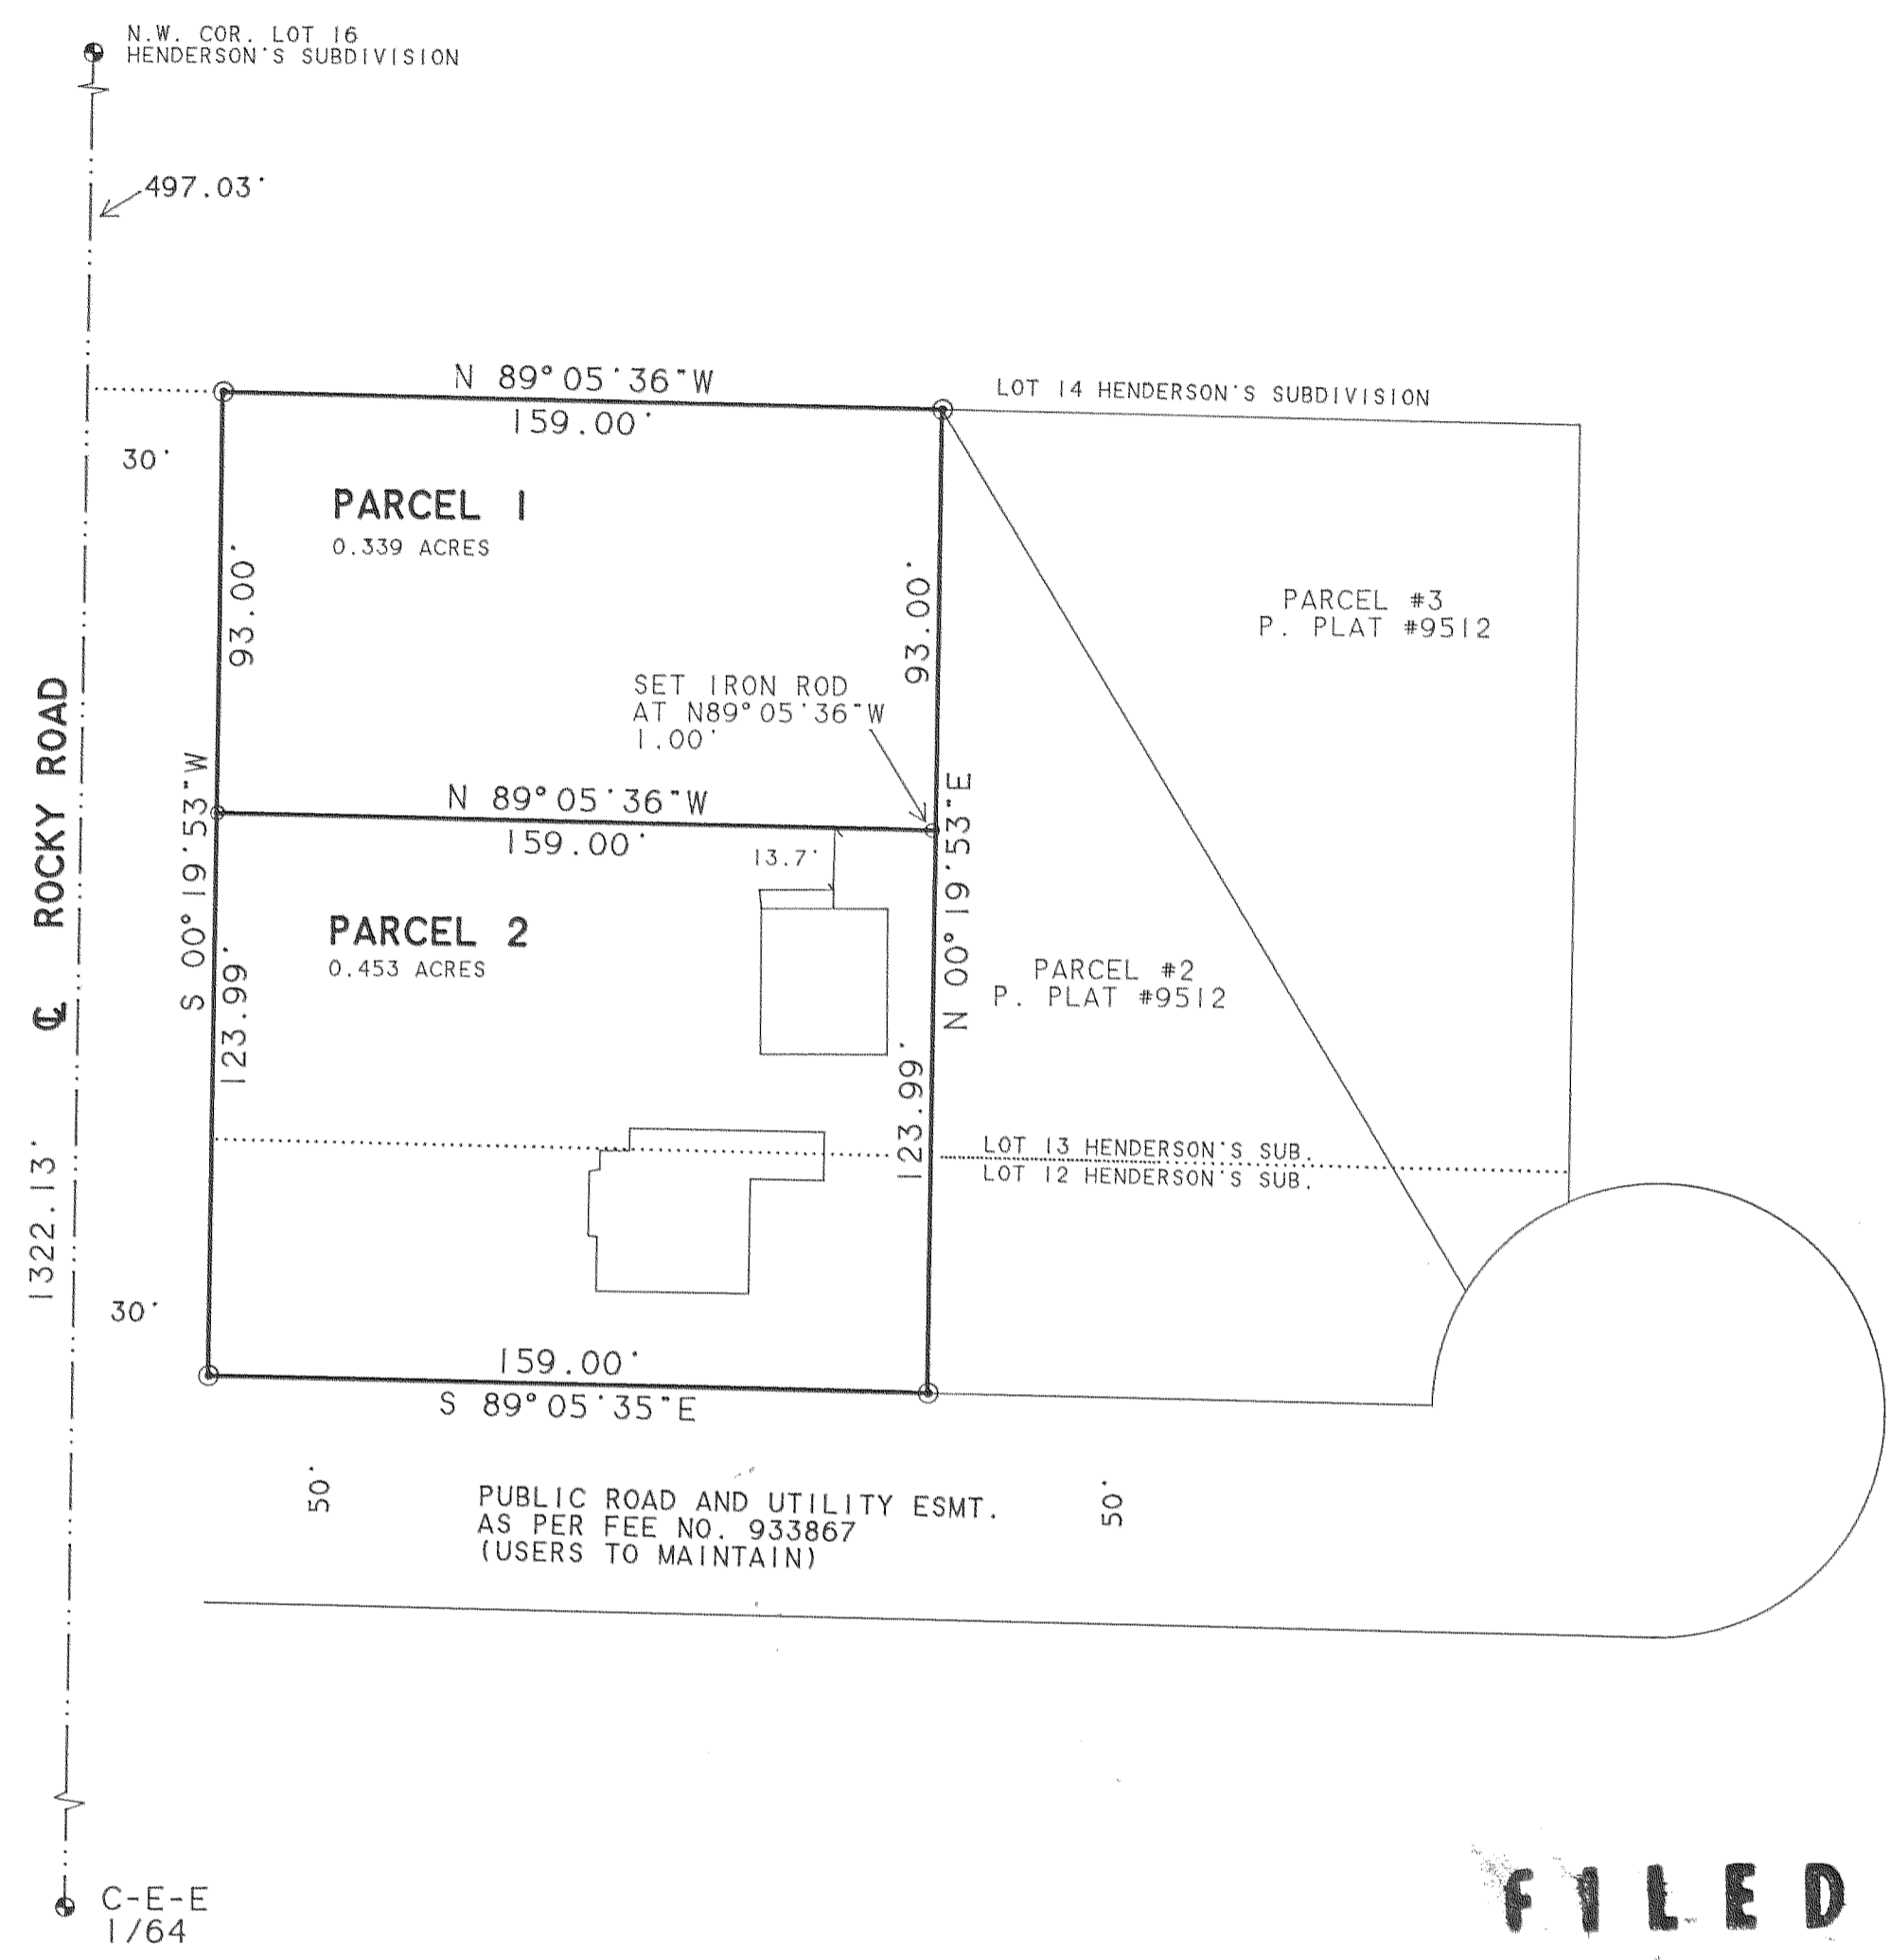 N.W. COR. LOT 16
HENDERSON'S SUBDIVISION
497.03'
N 89°05'36"W
159.00'
LOT 14 HENDERSON'S SUBDIVISION
30'
PARCEL 1
0.339 ACRES
93.00'
93.00'
PARCEL #3
P. PLAT #9512
SET IRON ROD
AT N89°05'36"W
1.00'
N 89°05'36"W
159.00'
13.7'
S 00°19'53"W
N 00°19'53"E
℄ ROCKY ROAD
PARCEL 2
0.453 ACRES
123.99'
123.99'
PARCEL #2
P. PLAT #9512
LOT 13 HENDERSON'S SUB.
LOT 12 HENDERSON'S SUB.
1322.13'
30'
159.00'
S 89°05'35"E
50'
PUBLIC ROAD AND UTILITY ESMT.
AS PER FEE NO. 933867
(USERS TO MAINTAIN)
50'
C-E-E
1/64
FILED